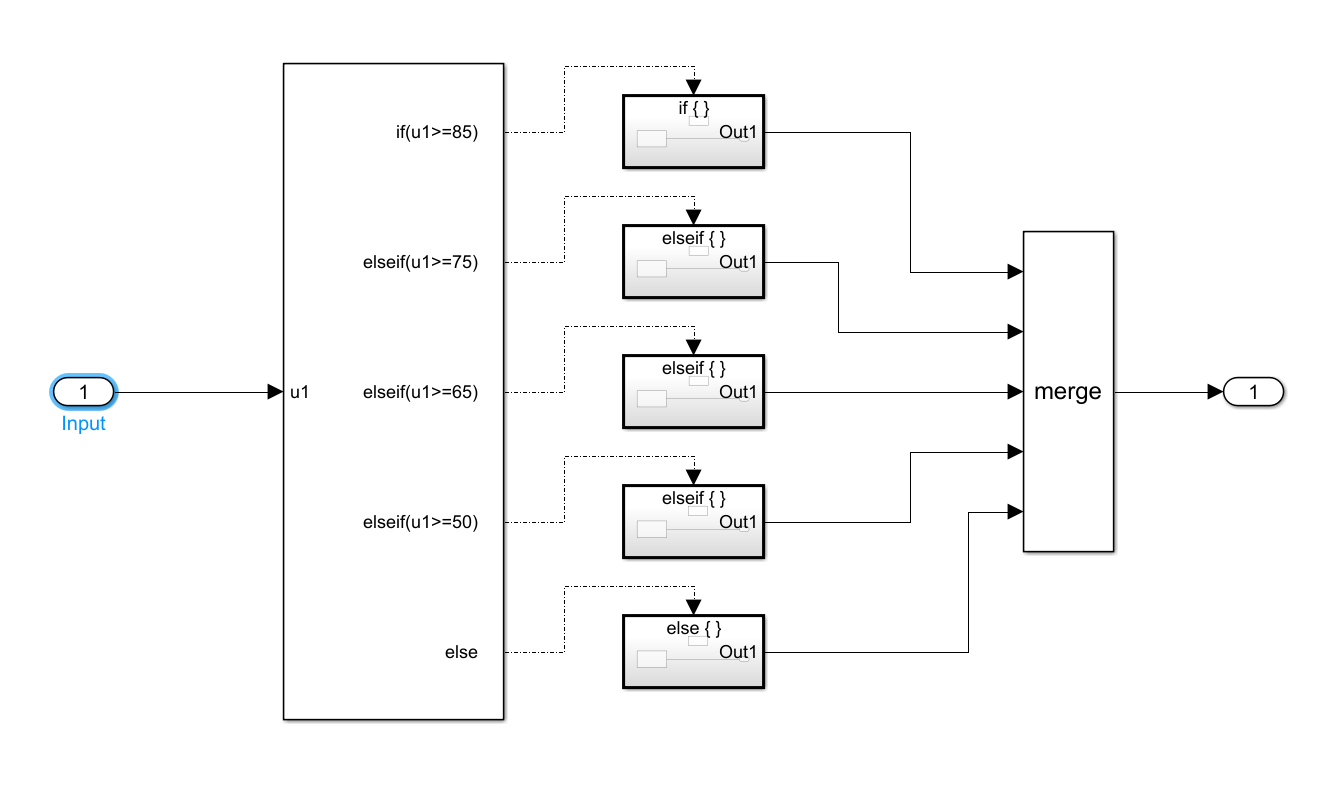 if(u1>=85)
if { }
Out1
elseif(u1>=75)
elseif { }
Out1
1
Input
u1
elseif(u1>=65)
elseif { }
Out1
merge
1
elseif(u1>=50)
elseif { }
Out1
else
else { }
Out1